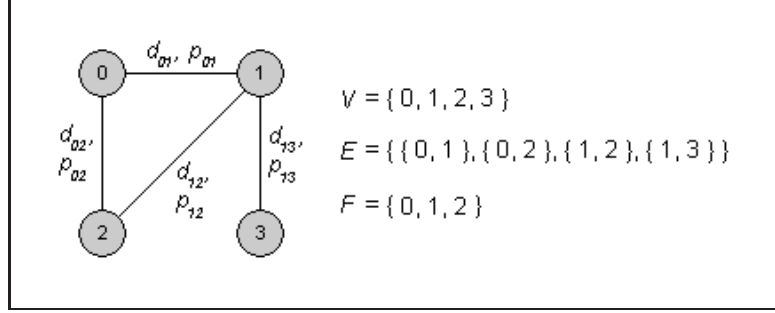 d01, p01
0
1
d02,
p02
d12,
p12
d13,
p13
2
3
V = { 0, 1, 2, 3 }
E = { { 0, 1 }, { 0, 2 }, { 1, 2 }, { 1, 3 } }
F = { 0, 1, 2 }